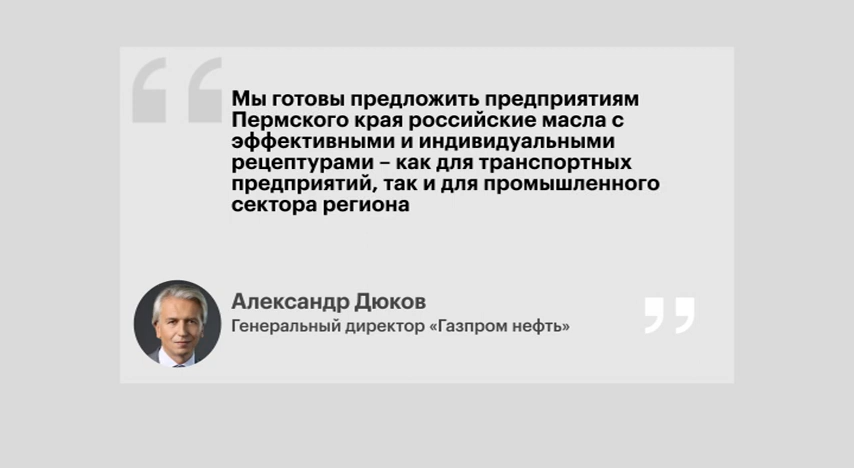 Мы готовы предложить предприятиям
Пермского края российские масла с
эффективными и индивидуальными
рецептурами – как для транспортных
предприятий, так и для промышленного
сектора региона
Александр Дюков
Генеральный директор «Газпром нефть»